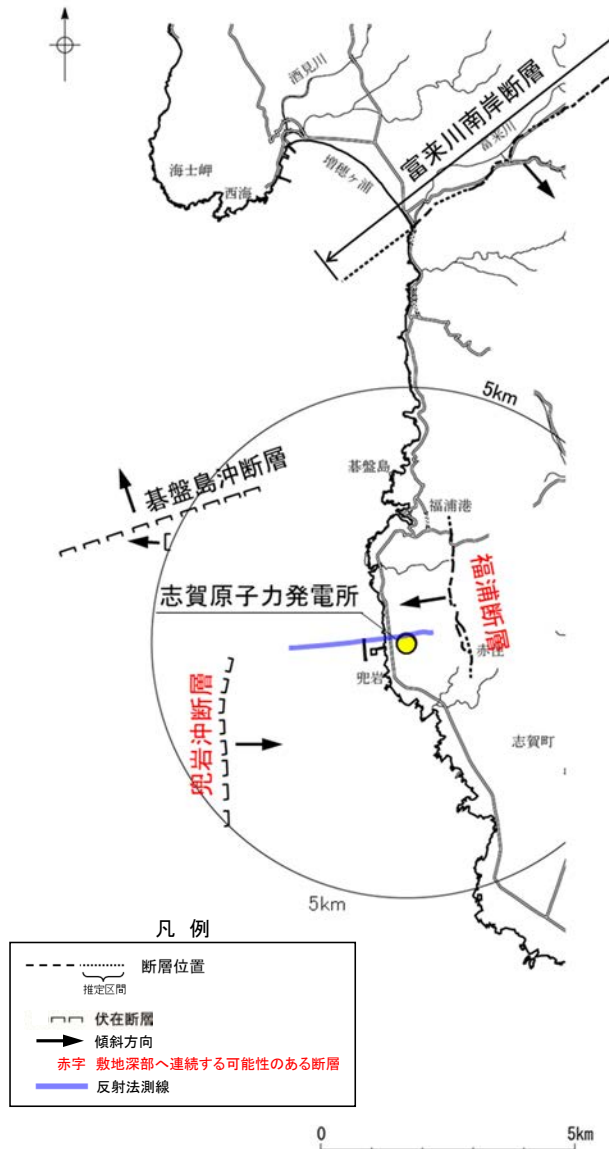 酒見川
富来川南岸断層
富来川
増穂ヶ浦
海士岬
西海
5km
碁盤島沖断層
碁盤島
福浦港
志賀原子力発電所
福浦断層
赤住
兜岩
兜岩沖断層
志賀町
5km
凡 例
断層位置
推定区間
伏在断層
傾斜方向
赤字 敷地深部へ連続する可能性のある断層
反射法測線
0 5km